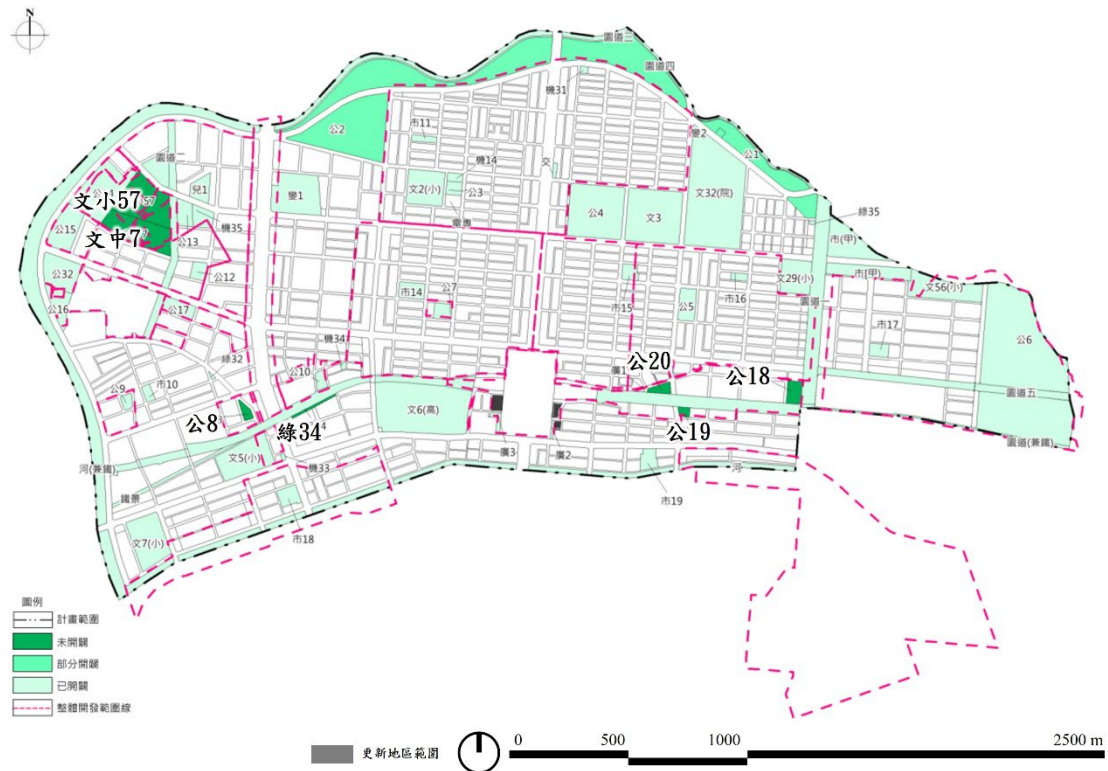 N
園道三
園道四
機31
變2
公2
市11
公1
園道二
機14
交
文32(院)
文2(小)
公3
兒1
變1
文小57
57
公4
文3
綠35
電專
機35
文中7
公15
公13
市(甲)
公32
公12
市(甲)
文29(小)
文56(小)
市14
公7
市15
市16
公5
園道一
公16
公17
市17
公6
機34
綠32
公20
廣1
公10
公18
公9
市10
園道五
公8
文6(高)
綠34
公19
園道(兼鐵)
文5(小)
廣3
廣2
河
河(兼鐵)
機33
鐵景
市19
市18
文7(小)
圖例
計畫範圍
未開闢
部分開闢
已開闢
整體開發範圍線
更新地區範圍
0 500 1000 2500 m